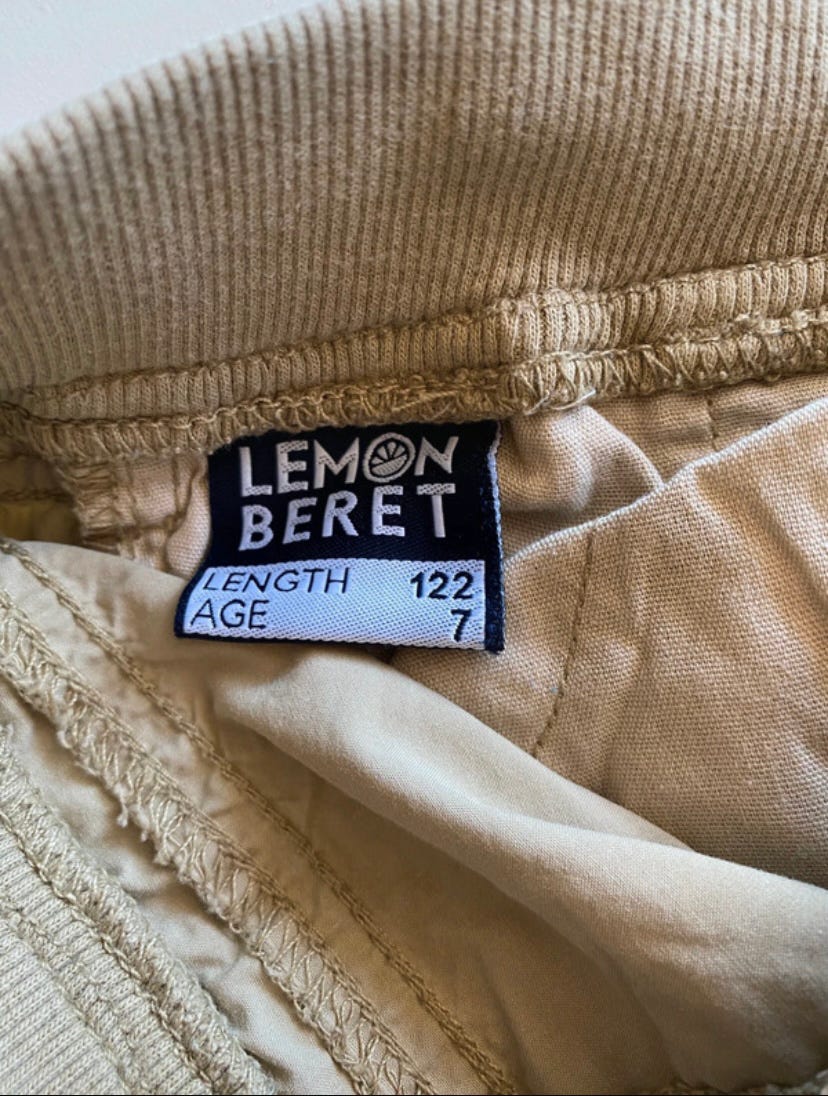 LEMON
BERET
LENGTH 122
AGE 7